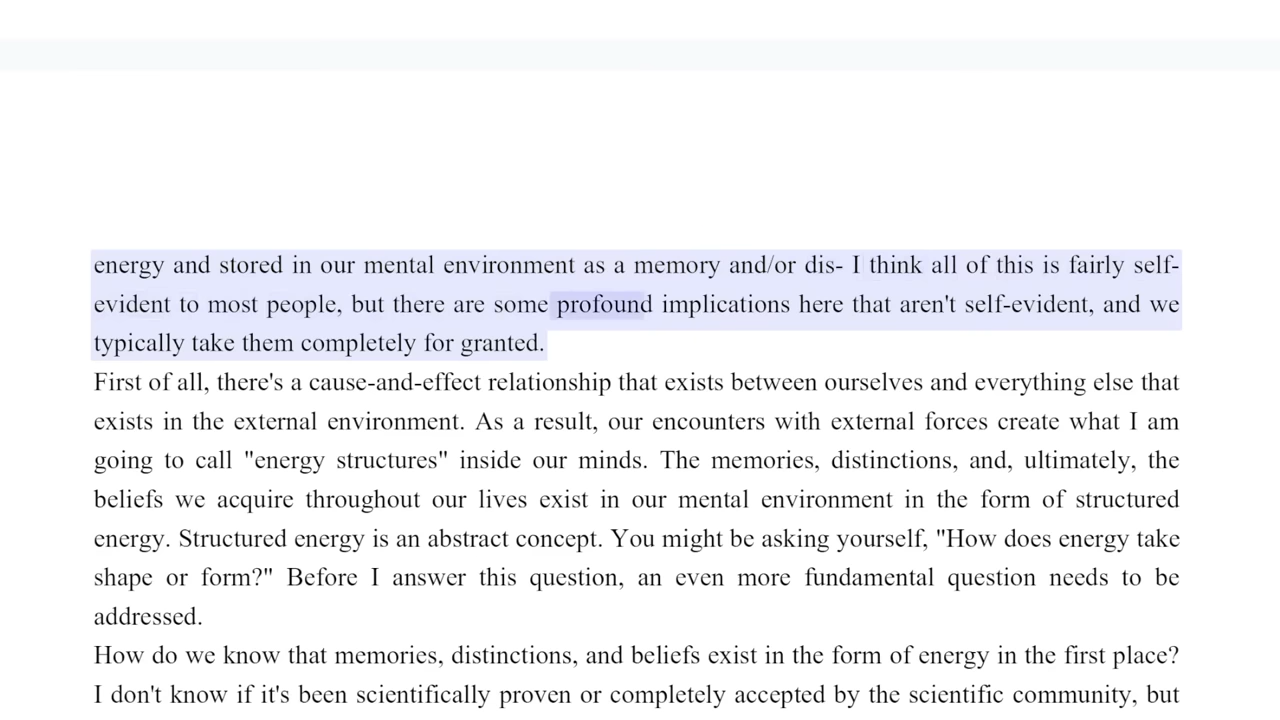 energy and stored in our mental environment as a memory and/or dis- I think all of this is fairly self-
evident to most people, but there are some profound implications here that aren't self-evident, and we
typically take them completely for granted.
First of all, there's a cause-and-effect relationship that exists between ourselves and everything else that
exists in the external environment. As a result, our encounters with external forces create what I am
going to call "energy structures" inside our minds. The memories, distinctions, and, ultimately, the
beliefs we acquire throughout our lives exist in our mental environment in the form of structured
energy. Structured energy is an abstract concept. You might be asking yourself, "How does energy take
shape or form?" Before I answer this question, an even more fundamental question needs to be
addressed.
How do we know that memories, distinctions, and beliefs exist in the form of energy in the first place?
I don't know if it's been scientifically proven or completely accepted by the scientific community, but